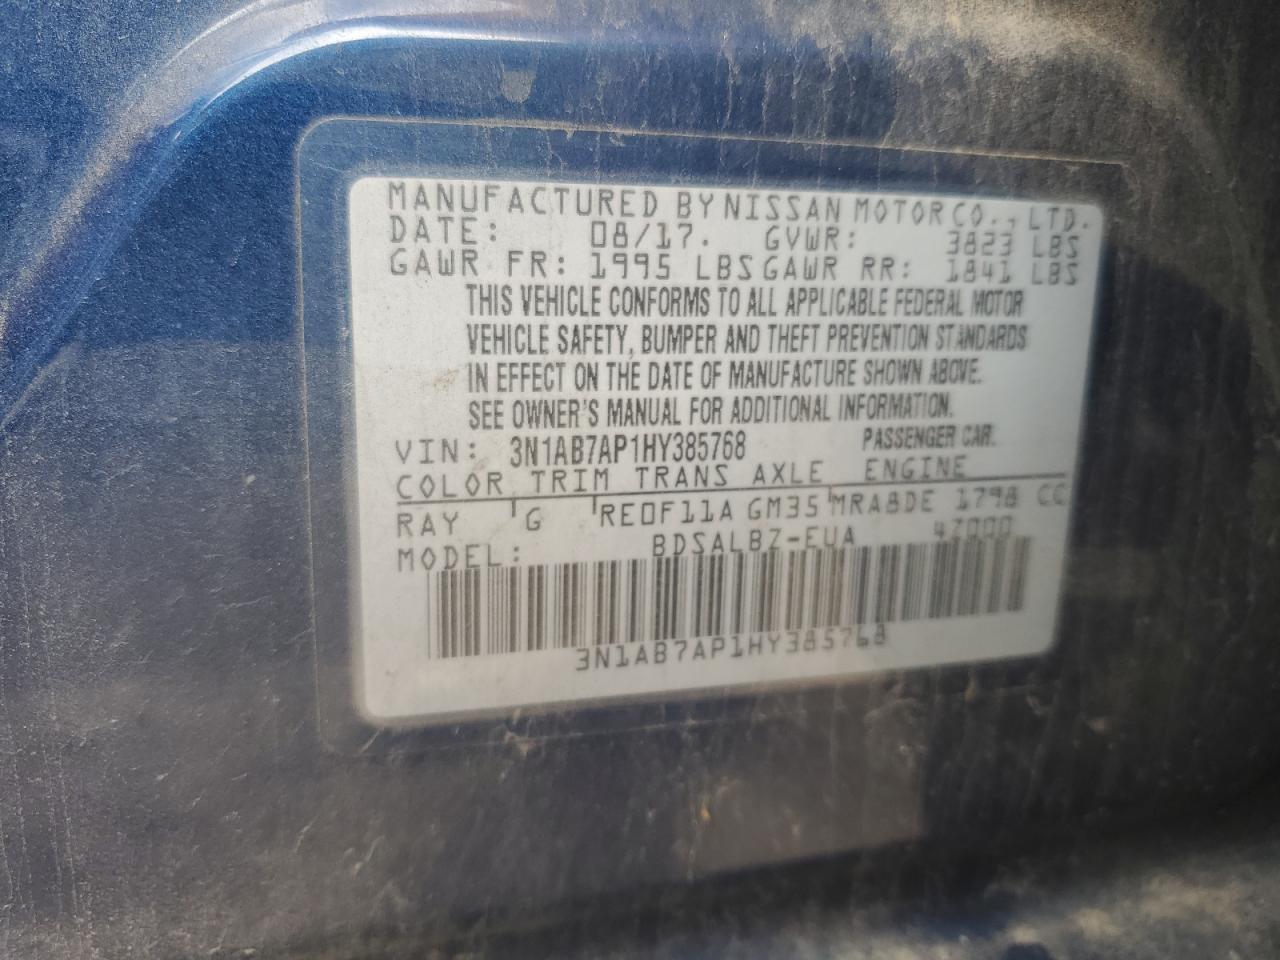 MANUFACTURED BY NISSAN MOTOR CO., LTD.
DATE: 08/17. GVWR: 3823 LBS
GAWR FR: 1995 LBS GAWR RR: 1841 LBS
THIS VEHICLE CONFORMS TO ALL APPLICABLE FEDERAL MOTOR
VEHICLE SAFETY, BUMPER AND THEFT PREVENTION STANDARDS
IN EFFECT ON THE DATE OF MANUFACTURE SHOWN ABOVE.
SEE OWNER'S MANUAL FOR ADDITIONAL INFORMATION.
VIN: 3N1AB7AP1HY385768 PASSENGER CAR.
COLOR TRIM TRANS AXLE ENGINE
RAY G RE0F11A GM35 MRA8DE 1798 CC
MODEL: BDSALBZ-EUA 4Z000
3N1AB7AP1HY385768